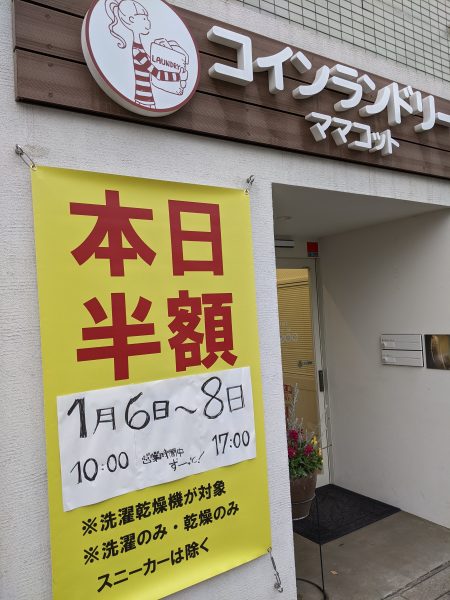 LAUNDRY
コインランドリー
ママコット
本日
半額
1月6日～8日
10:00 営業時間中 ずーっと! 17:00
※洗濯乾燥機が対象
※洗濯のみ・乾燥のみ
スニーカーは除く